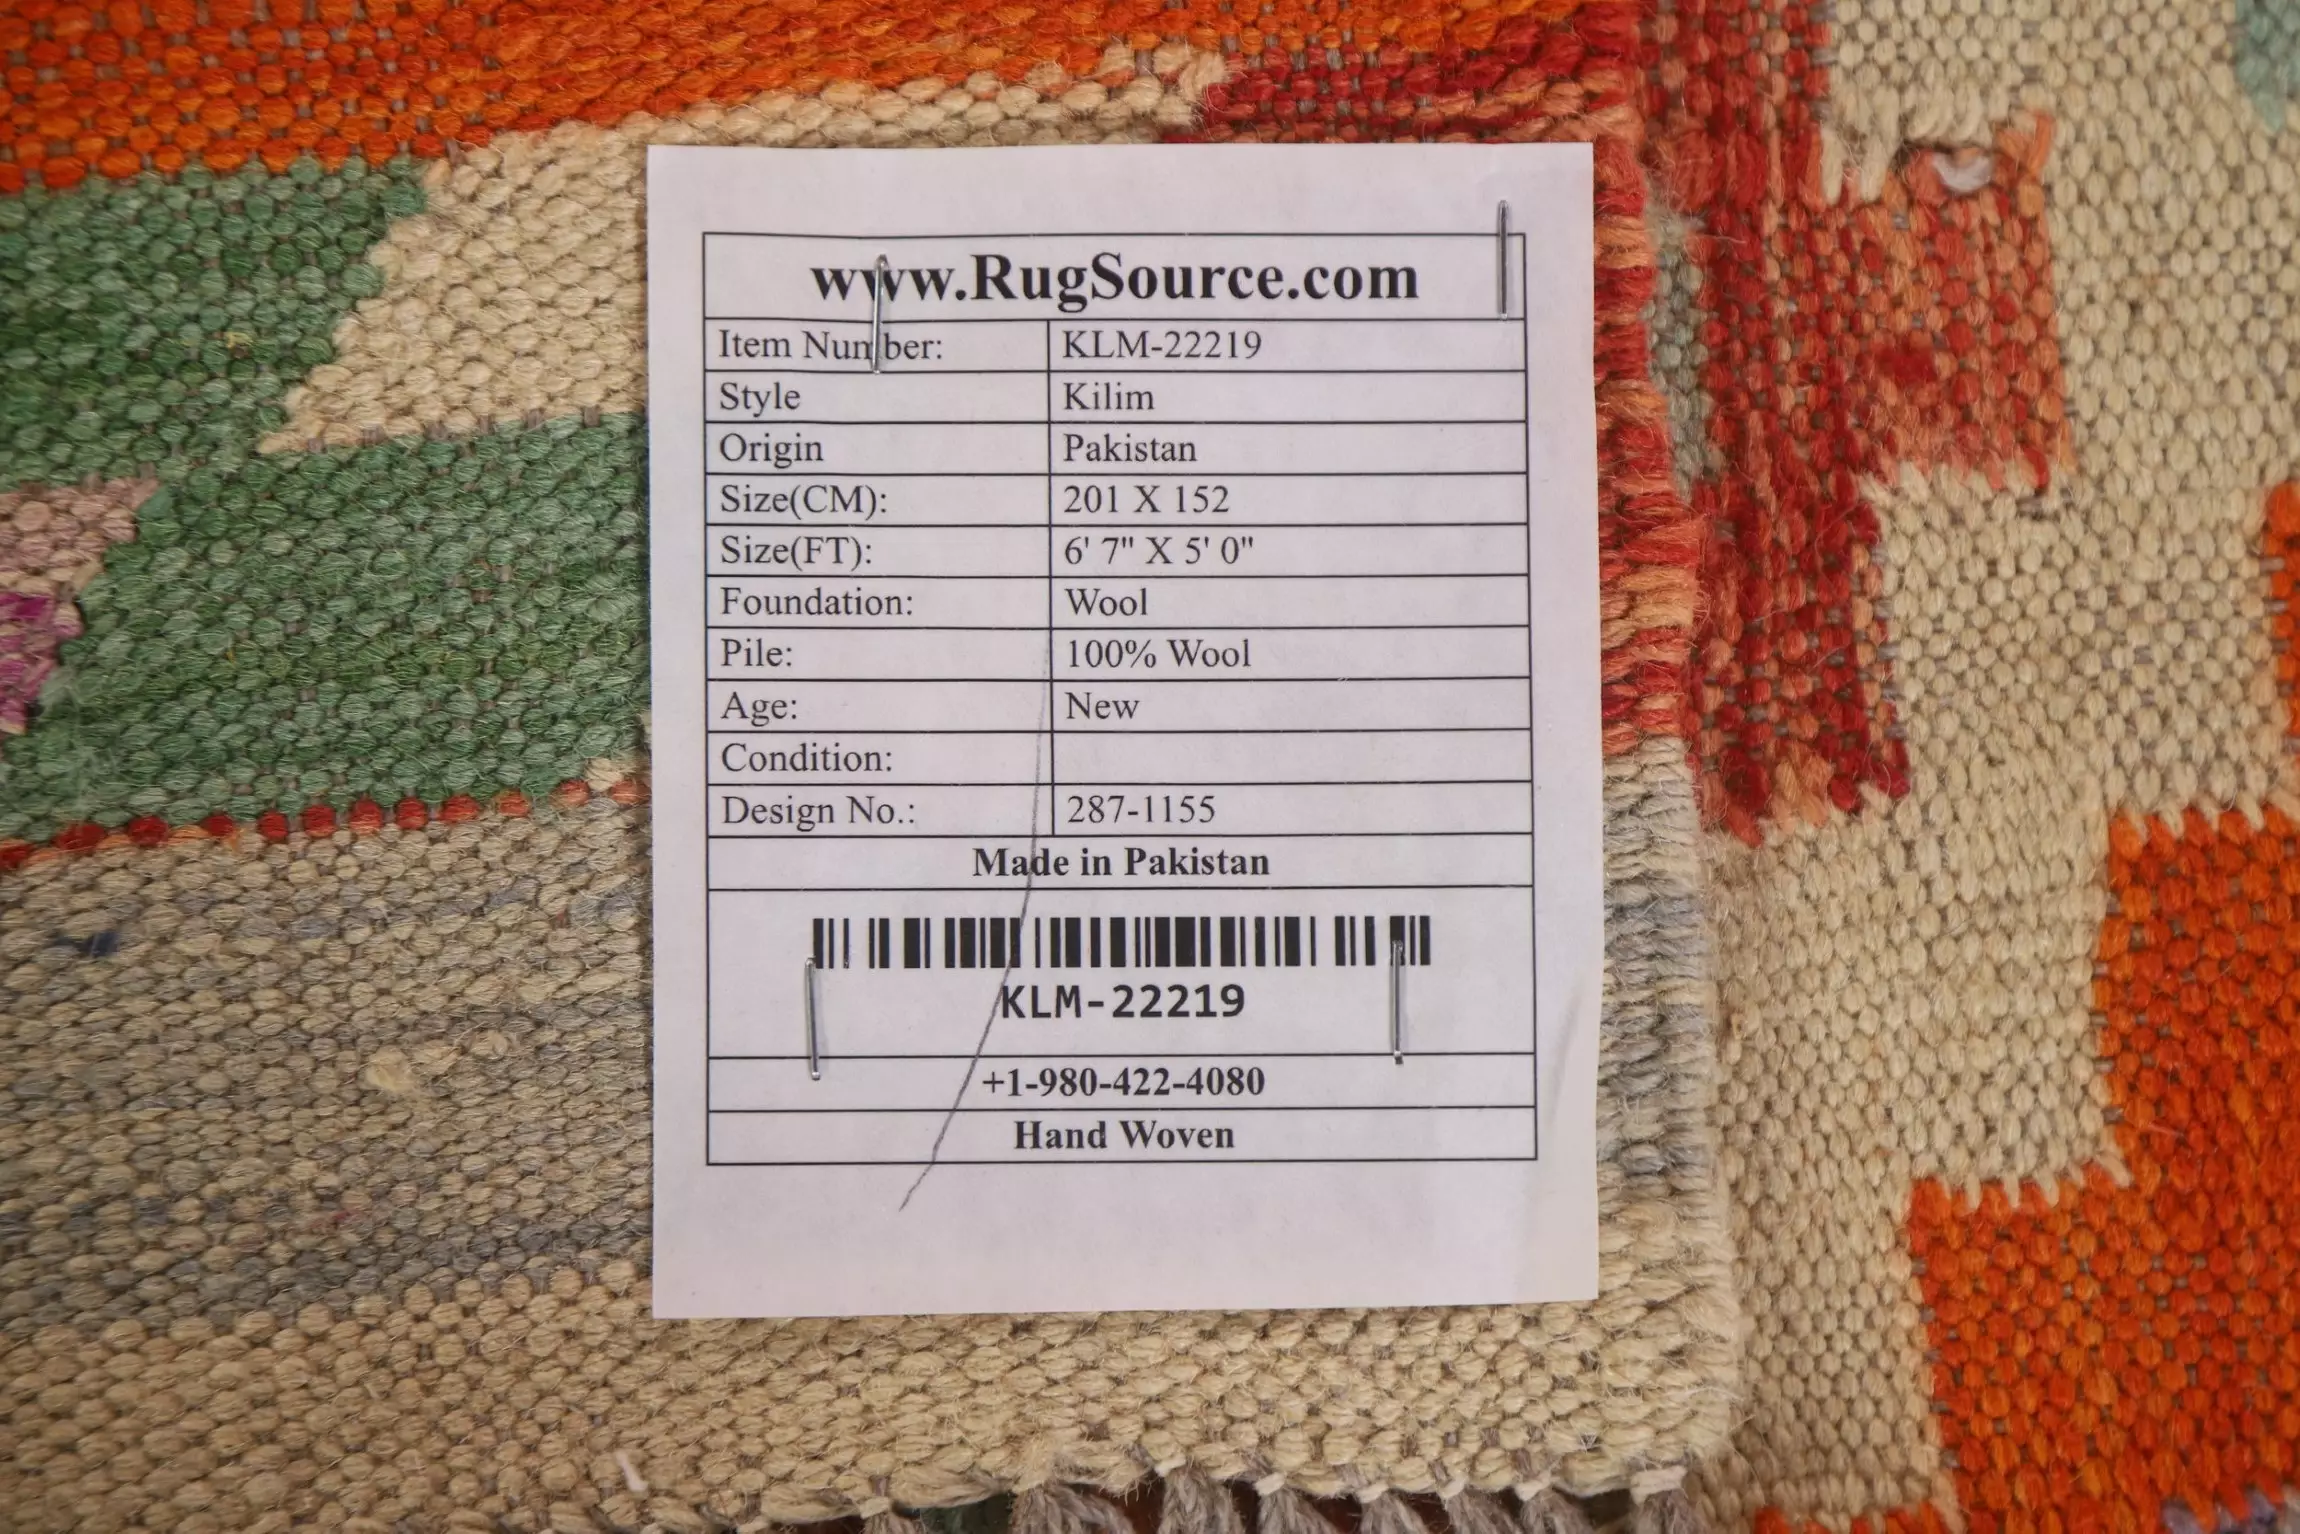 www.RugSource.com
Item Number: KLM-22219
Style Kilim
Origin Pakistan
Size(CM): 201 X 152
Size(FT): 6' 7" X 5' 0"
Foundation: Wool
Pile: 100% Wool
Age: New
Condition:
Design No.: 287-1155
Made in Pakistan
KLM-22219
+1-980-422-4080
Hand Woven